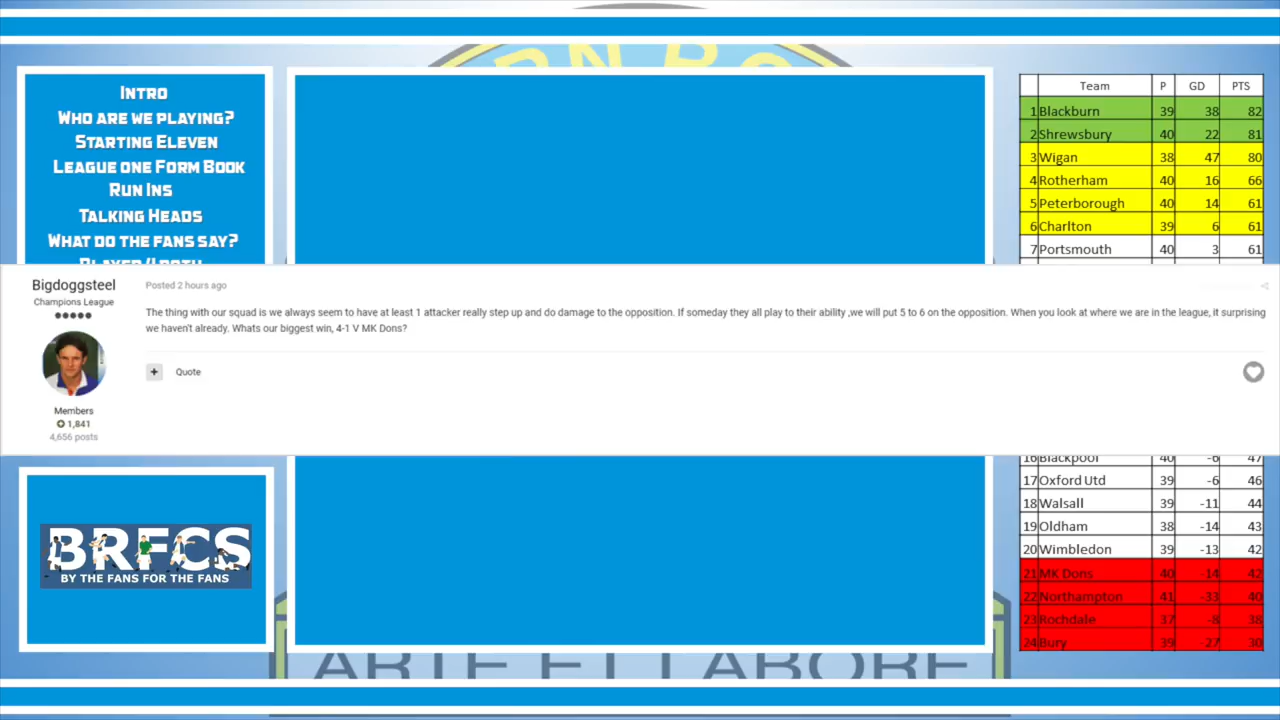 RN RO
INTRO
WHO ARE WE PLAYING?
STARTING ELEVEN
LEAGUE ONE FORM BOOK
RUN INS
TALKING HEADS
WHAT DO THE FANS SAY?
Team P GD PTS
1 Blackburn 39 38 82
2 Shrewsbury 40 22 81
3 Wigan 38 47 80
4 Rotherham 40 16 66
5 Peterborough 40 14 61
6 Charlton 39 6 61
7 Portsmouth 40 3 61
Bigdoggsteel
Champions League
Members
1,841
4,656 posts
Posted 2 hours ago
The thing with our squad is we always seem to have at least 1 attacker really step up and do damage to the opposition. If someday they all play to their ability ,we will put 5 to 6 on the opposition. When you look at where we are in the league, it surprising
we haven't already. Whats our biggest win, 4-1 V MK Dons?
+ Quote
16 Blackpool 40 -6 47
17 Oxford Utd 39 -6 46
18 Walsall 39 -11 44
19 Oldham 38 -14 43
20 Wimbledon 39 -13 42
21 MK Dons 40 -14 42
22 Northampton 41 -33 40
23 Rochdale 37 -8 38
24 Bury 39 -27 30
BRFCS
BY THE FANS FOR THE FANS
ARTE ET LABORE